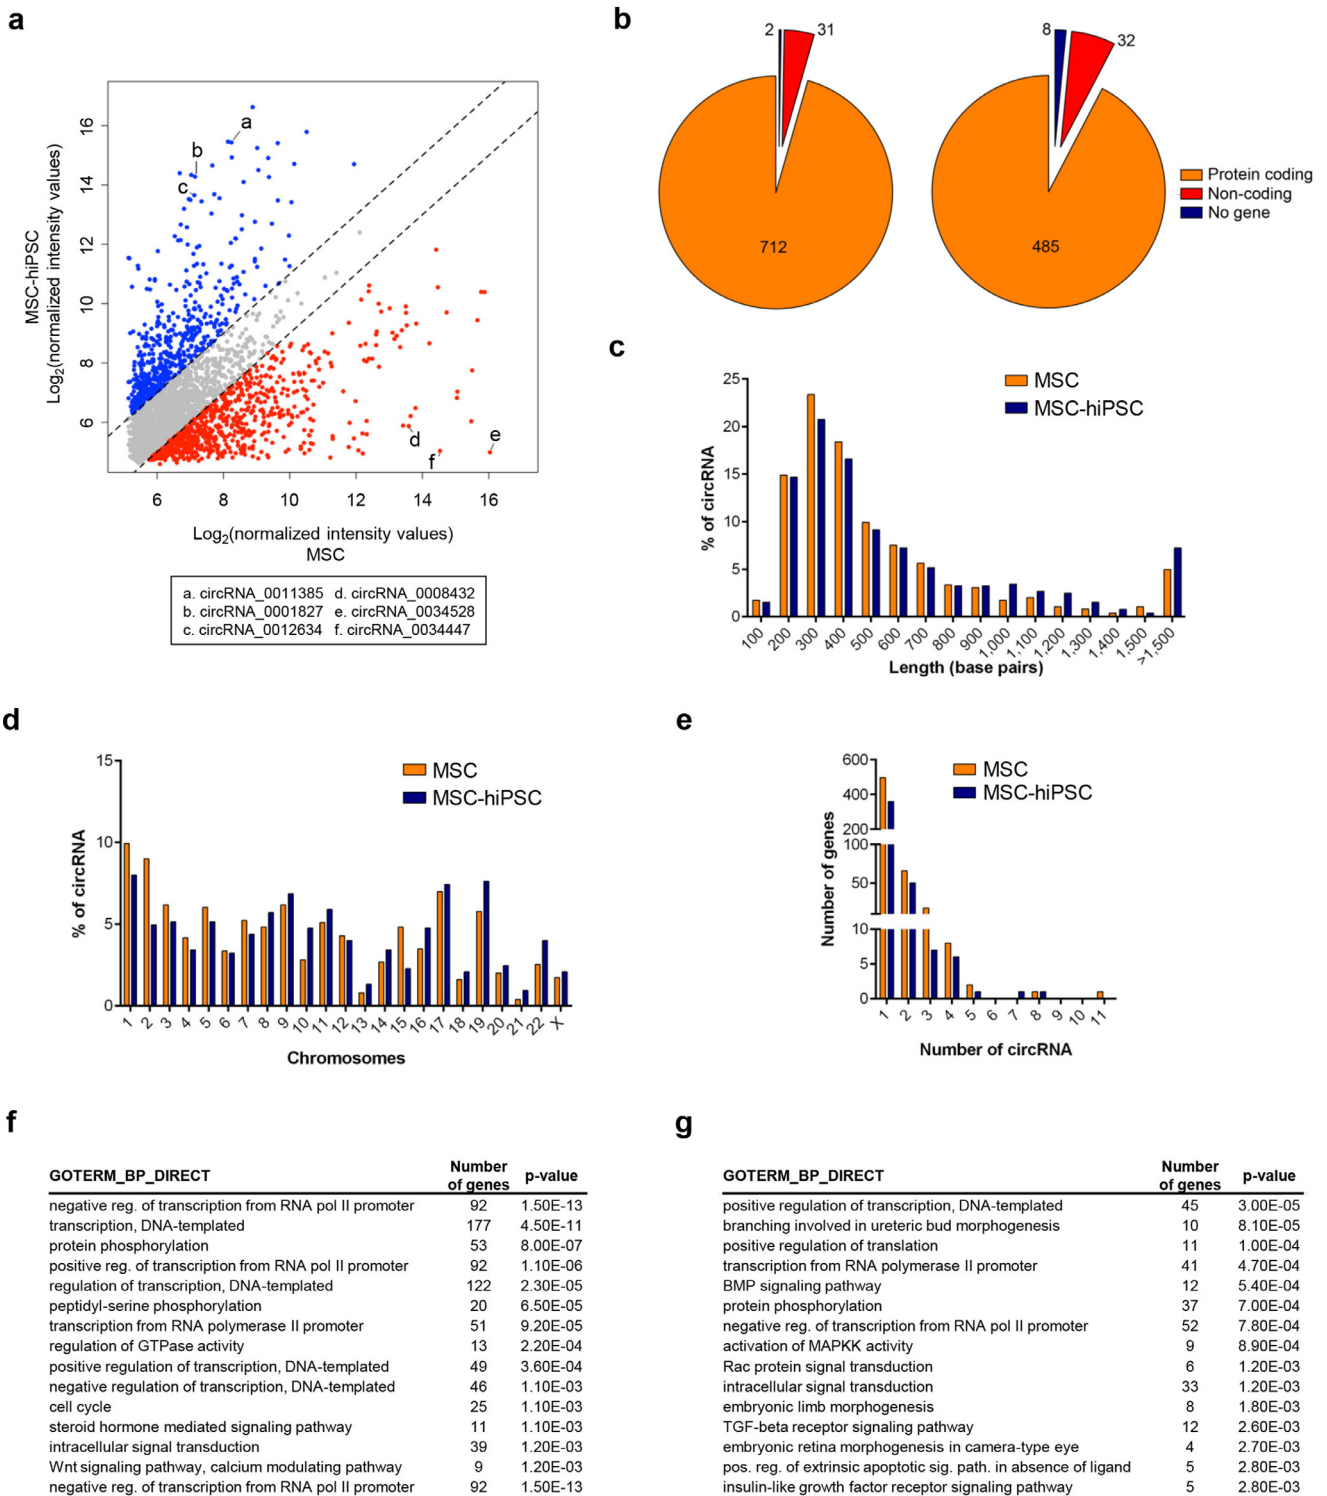 a
MSC-hiPSC
Log2(normalized intensity values)
16
14
12
10
8
6
a
b
c
d
e
f
6 8 10 12 14 16
Log2(normalized intensity values)
MSC
a. circRNA_0011385 d. circRNA_0008432
b. circRNA_0001827 e. circRNA_0034528
c. circRNA_0012634 f. circRNA_0034447
b
2 31
712
8 32
485
Protein coding
Non-coding
No gene
c
% of circRNA
25
20
15
10
5
0
MSC
MSC-hiPSC
100 200 300 400 500 600 700 800 900 1,000 1,100 1,200 1,300 1,400 1,500 >1,500
Length (base pairs)
d
% of circRNA
15
10
5
0
MSC
MSC-hiPSC
1 2 3 4 5 6 7 8 9 10 11 12 13 14 15 16 17 18 19 20 21 22 X
Chromosomes
e
Number of genes
600
400
200
100
50
10
5
0
MSC
MSC-hiPSC
1 2 3 4 5 6 7 8 9 10 11
Number of circRNA
f
GOTERM_BP_DIRECT Number of genes p-value
negative reg. of transcription from RNA pol II promoter 92 1.50E-13
transcription, DNA-templated 177 4.50E-11
protein phosphorylation 53 8.00E-07
positive reg. of transcription from RNA pol II promoter 92 1.10E-06
regulation of transcription, DNA-templated 122 2.30E-05
peptidyl-serine phosphorylation 20 6.50E-05
transcription from RNA polymerase II promoter 51 9.20E-05
regulation of GTPase activity 13 2.20E-04
positive regulation of transcription, DNA-templated 49 3.60E-04
negative regulation of transcription, DNA-templated 46 1.10E-03
cell cycle 25 1.10E-03
steroid hormone mediated signaling pathway 11 1.10E-03
intracellular signal transduction 39 1.20E-03
Wnt signaling pathway, calcium modulating pathway 9 1.20E-03
negative reg. of transcription from RNA pol II promoter 92 1.50E-13
g
GOTERM_BP_DIRECT Number of genes p-value
positive regulation of transcription, DNA-templated 45 3.00E-05
branching involved in ureteric bud morphogenesis 10 8.10E-05
positive regulation of translation 11 1.00E-04
transcription from RNA polymerase II promoter 41 4.70E-04
BMP signaling pathway 12 5.40E-04
protein phosphorylation 37 7.00E-04
negative reg. of transcription from RNA pol II promoter 52 7.80E-04
activation of MAPKK activity 9 8.90E-04
Rac protein signal transduction 6 1.20E-03
intracellular signal transduction 33 1.20E-03
embryonic limb morphogenesis 8 1.80E-03
TGF-beta receptor signaling pathway 12 2.60E-03
embryonic retina morphogenesis in camera-type eye 4 2.70E-03
pos. reg. of extrinsic apoptotic sig. path. in absence of ligand 5 2.80E-03
insulin-like growth factor receptor signaling pathway 5 2.80E-03